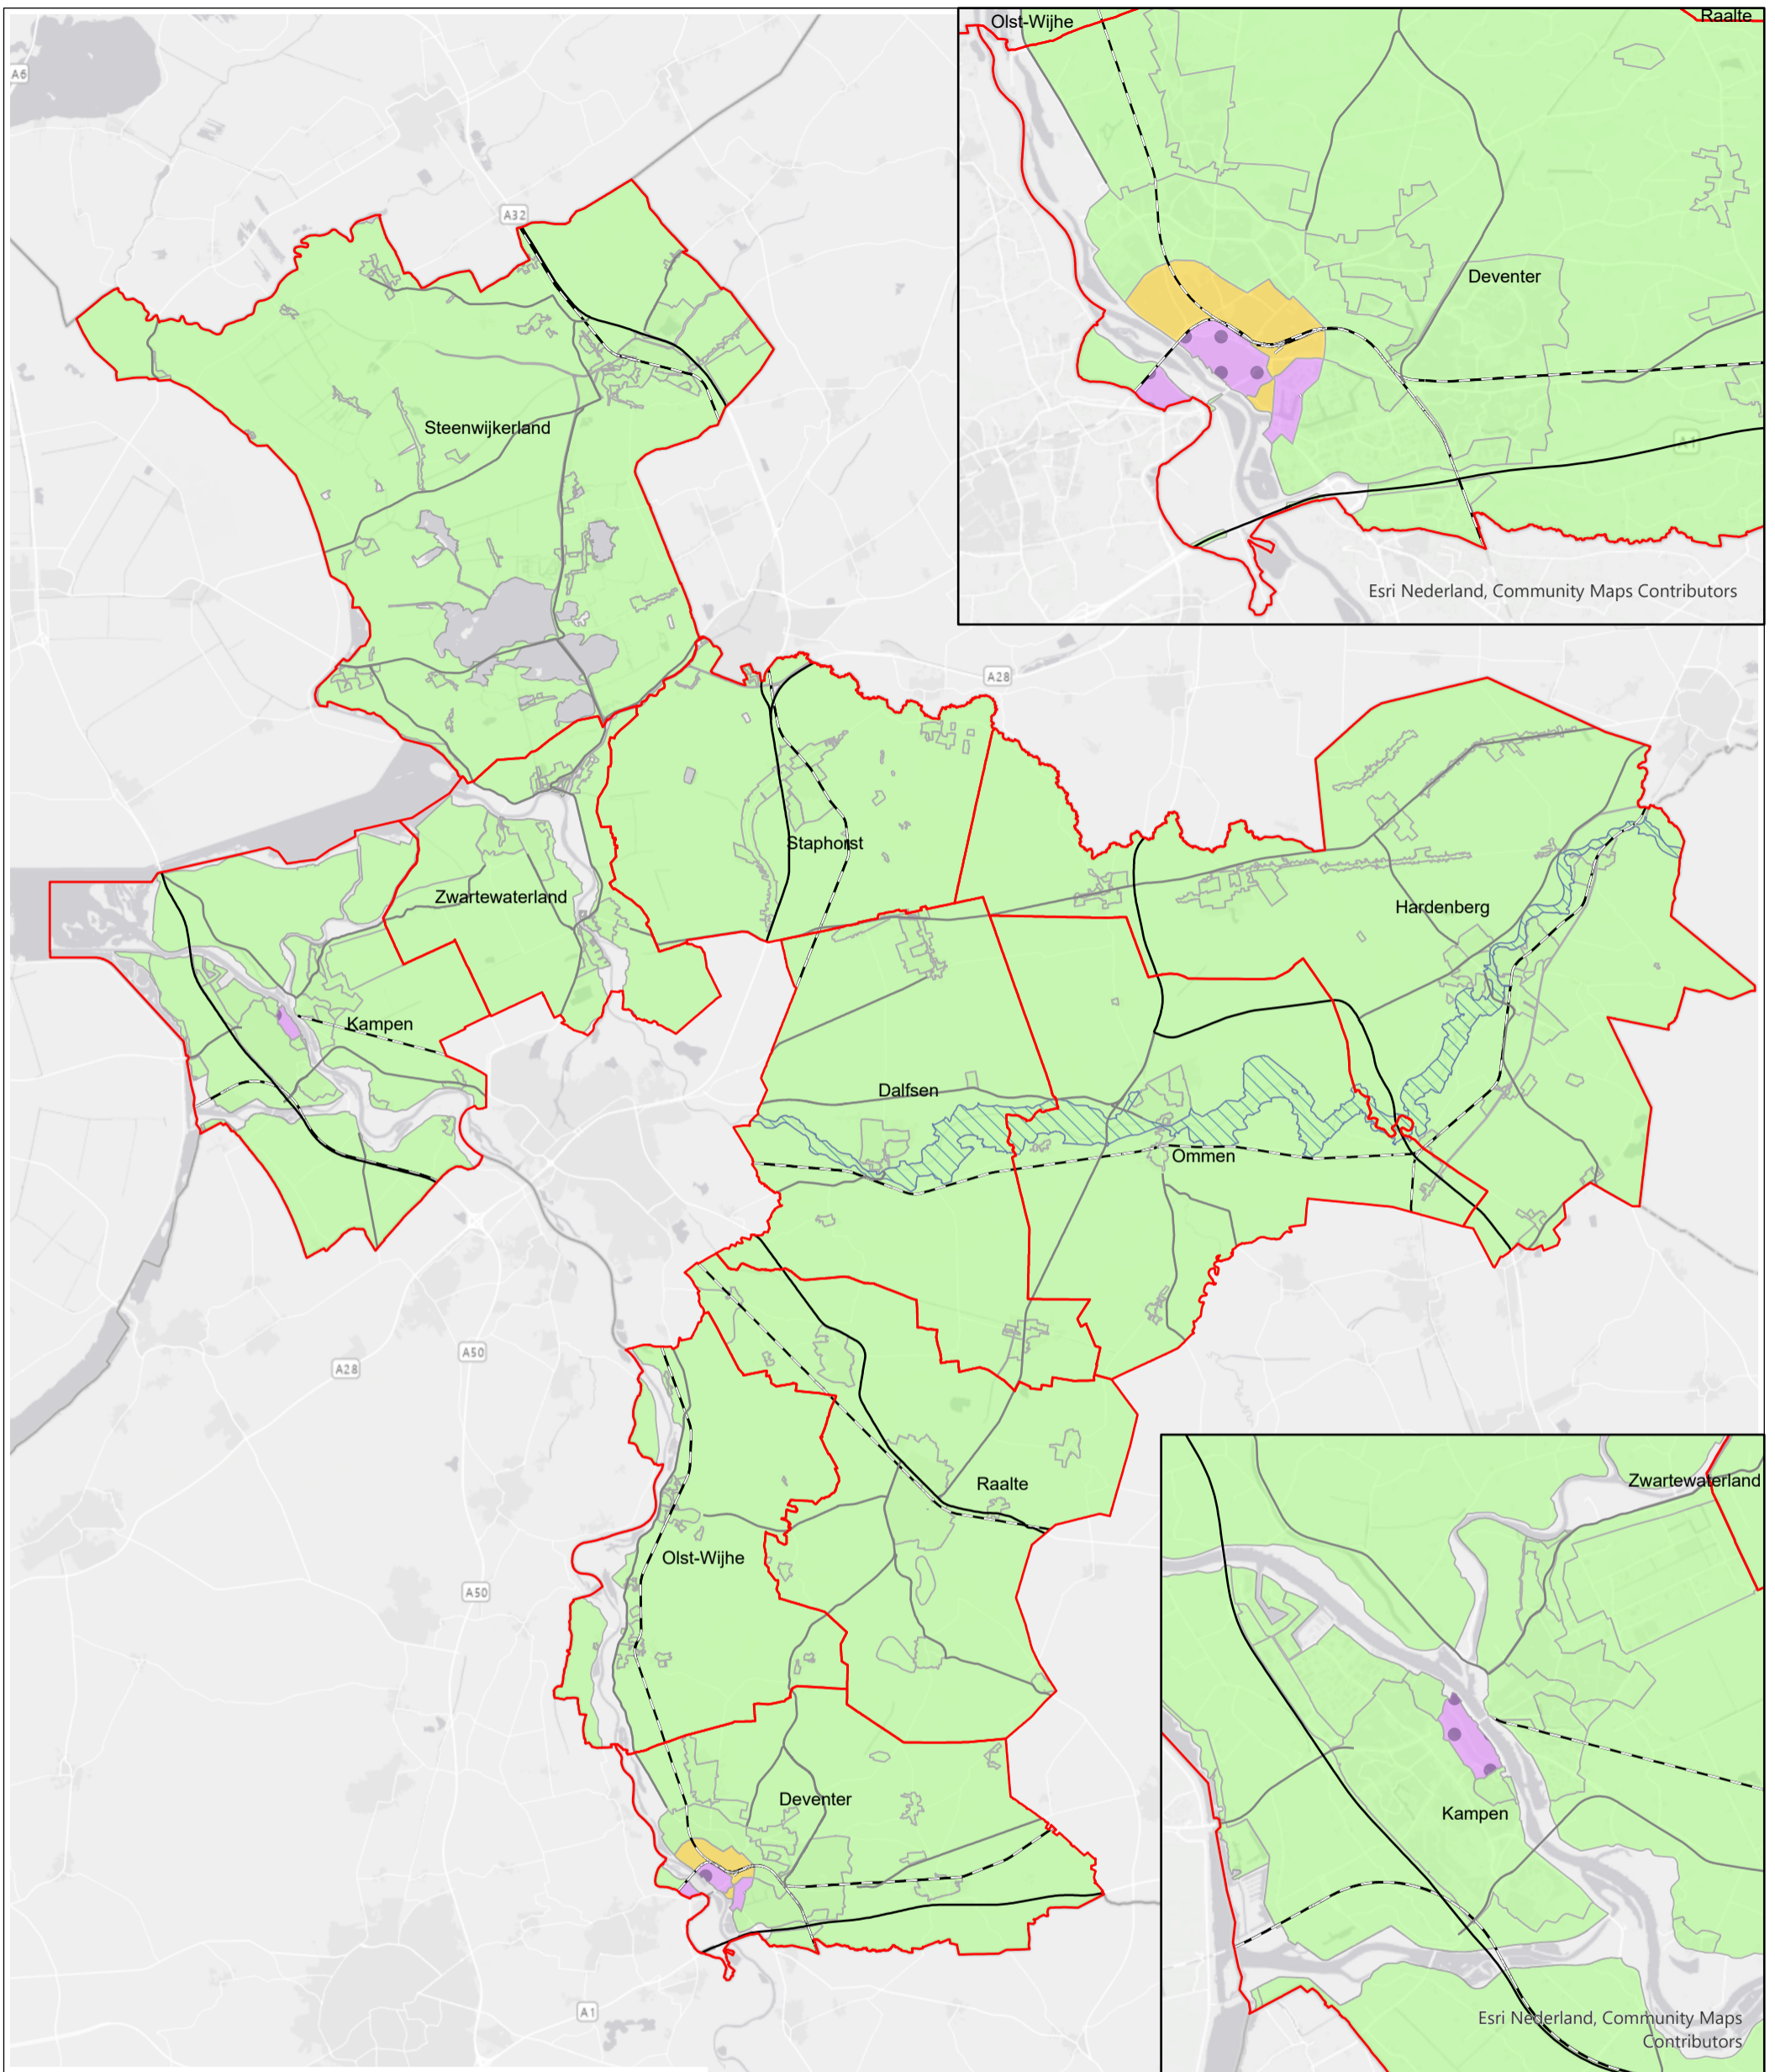 Olst-Wijhe
Raalte
A6
A32
Deventer
A1
Steenwijkerland
Esri Nederland, Community Maps Contributors
A28
Staphorst
Zwartewaterland
Hardenberg
Kampen
Dalfsen
Ommen
A50
A28
Raalte
Zwartewaterland
Olst-Wijhe
A50
Deventer
Kampen
A1
Esri Nederland, Community Maps
Contributors